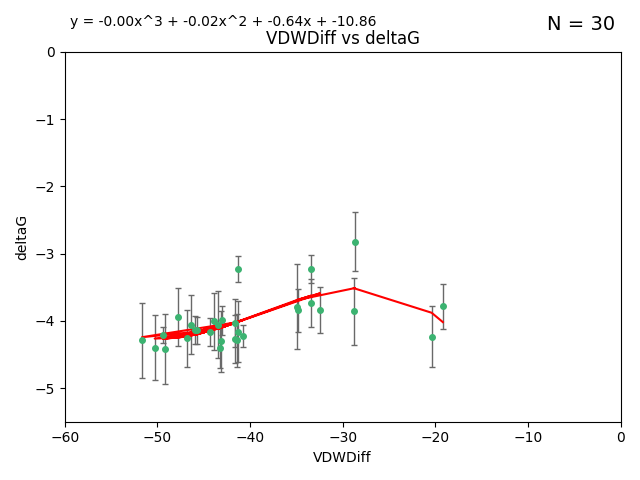 y = -0.00x^3 + -0.02x^2 + -0.64x + -10.86
N = 30
VDWDiff vs deltaG
0
−1
−2
−3
−4
−5
deltaG
−60 −50 −40 −30 −20 −10 0
VDWDiff